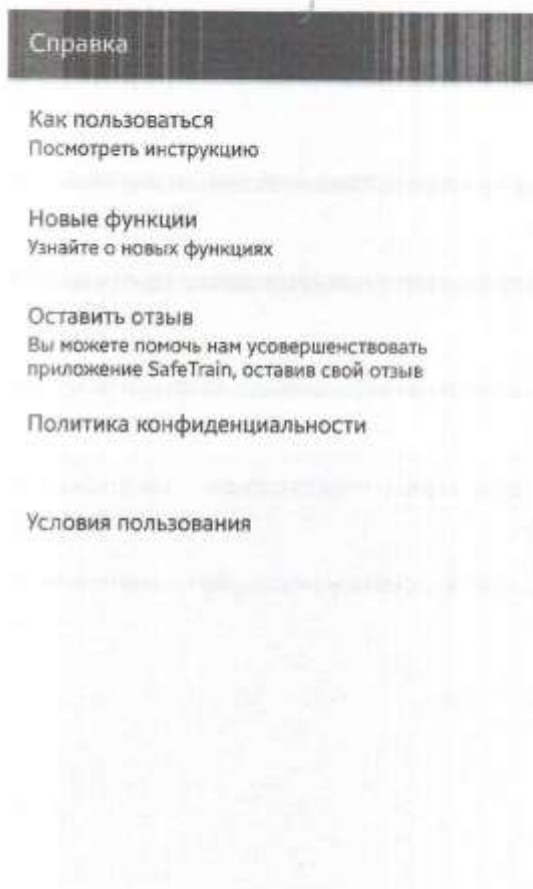 Справка
Как пользоваться
Посмотреть инструкцию
Новые функции
Узнайте о новых функциях
Оставить отзыв
Вы можете помочь нам усовершенствовать
приложение SafeTrain, оставив свой отзыв
Политика конфиденциальности
Условия пользования